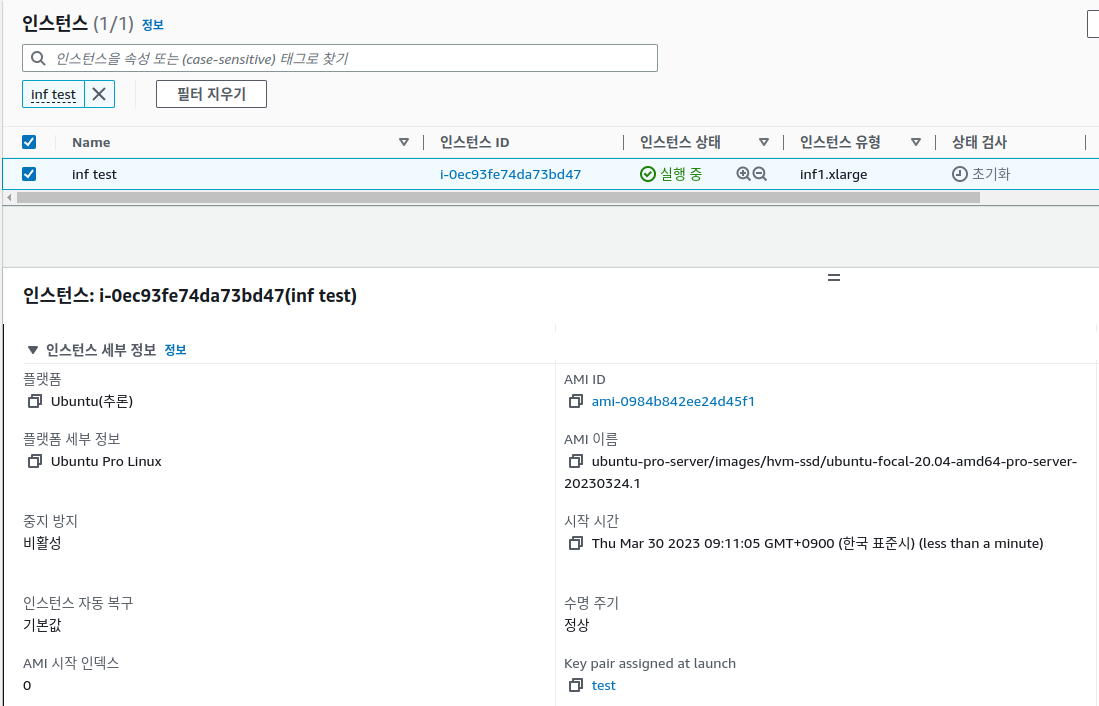 인스턴스 (1/1) 정보
인스턴스을 속성 또는 (case-sensitive) 태그로 찾기
inf test
필터 지우기
Name 인스턴스 ID 인스턴스 상태 인스턴스 유형 상태 검사
inf test i-0ec93fe74da73bd47 실행 중 inf1.xlarge 초기화
인스턴스: i-0ec93fe74da73bd47(inf test)
인스턴스 세부 정보 정보
플랫폼
Ubuntu(추론)
AMI ID
ami-0984b842ee24d45f1
플랫폼 세부 정보
Ubuntu Pro Linux
AMI 이름
ubuntu-pro-server/images/hvm-ssd/ubuntu-focal-20.04-amd64-pro-server-
20230324.1
중지 방지
비활성
시작 시간
Thu Mar 30 2023 09:11:05 GMT+0900 (한국 표준시) (less than a minute)
인스턴스 자동 복구
기본값
수명 주기
정상
AMI 시작 인덱스
0
Key pair assigned at launch
test